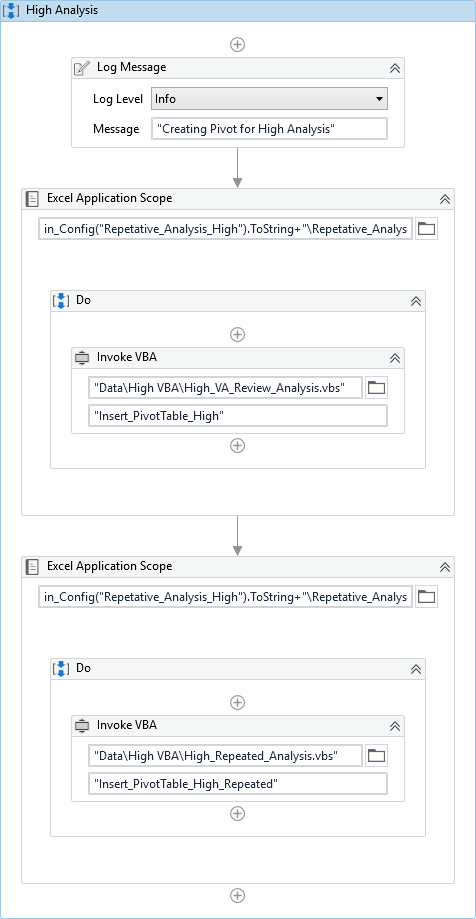 High Analysis
Log Message
Log Level Info
Message "Creating Pivot for High Analysis"
Excel Application Scope
in_Config("Repetative_Analysis_High").ToString+"\Repetative_Analys
Do
Invoke VBA
"Data\High VBA\High_VA_Review_Analysis.vbs"
"Insert_PivotTable_High"
Excel Application Scope
in_Config("Repetative_Analysis_High").ToString+"\Repetative_Analys
Do
Invoke VBA
"Data\High VBA\High_Repeated_Analysis.vbs"
"Insert_PivotTable_High_Repeated"